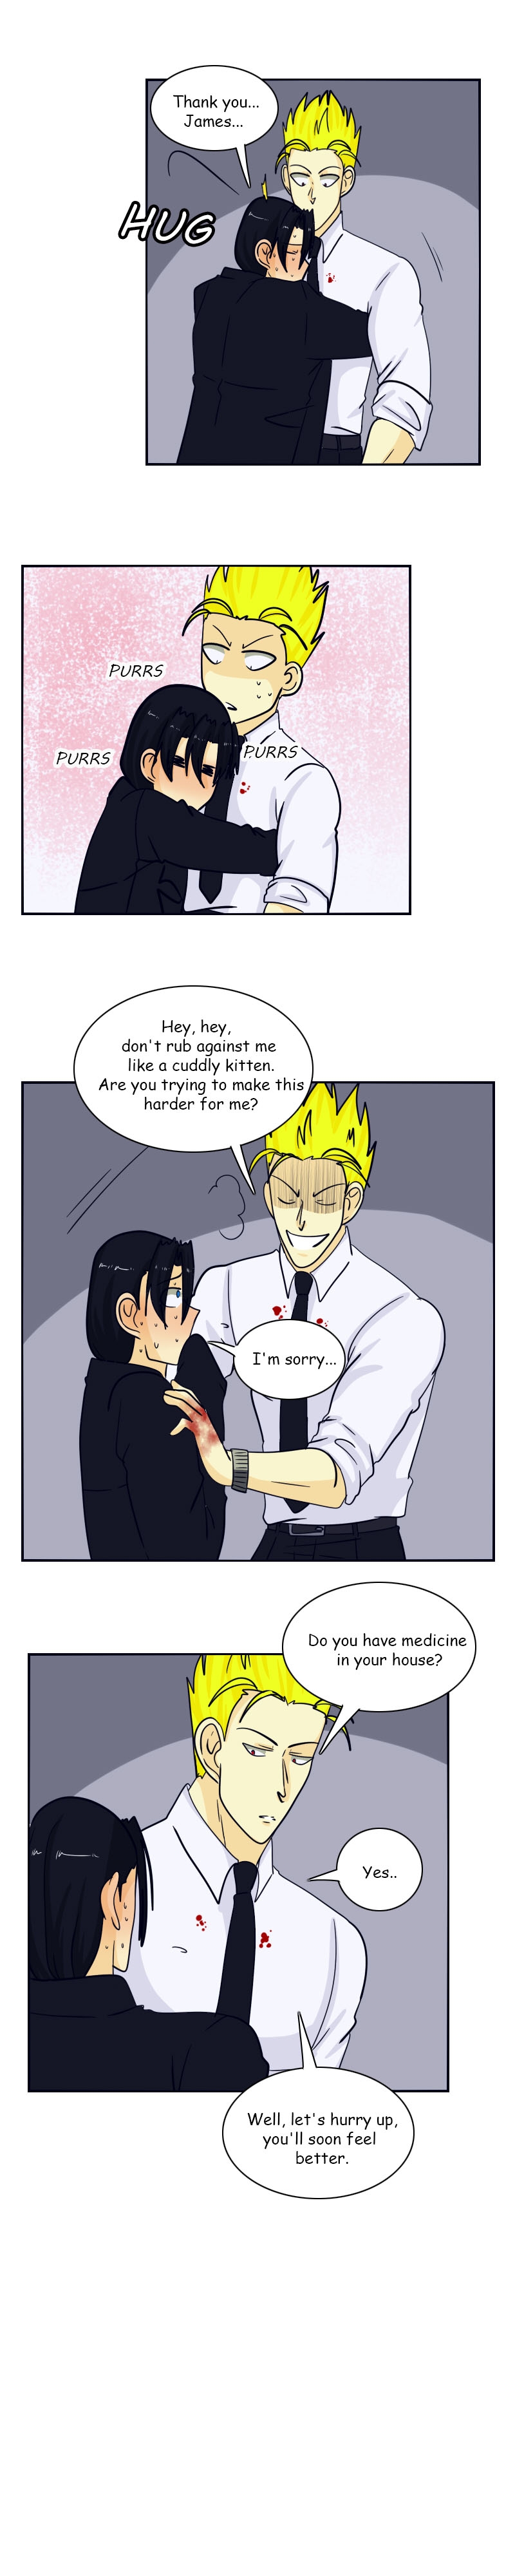 Thank you...
James...
HUG
PURRS
PURRS
PURRS
Hey, hey,
don't rub against me
like a cuddly kitten.
Are you trying to make this
harder for me?
I'm sorry...
Do you have medicine
in your house?
Yes..
Well, let's hurry up,
you'll soon feel
better.